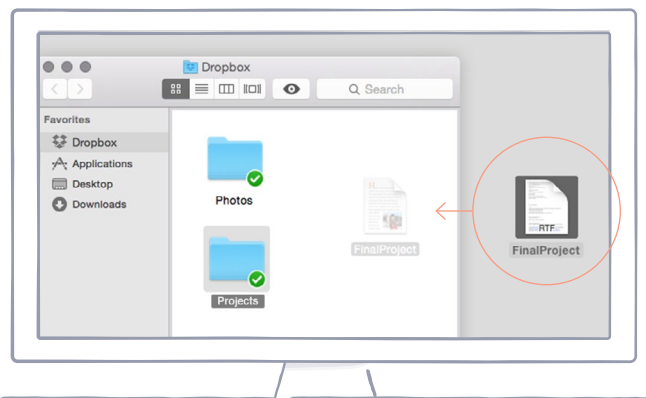 Dropbox
Search
Favorites
Dropbox
Applications
Desktop
Downloads
Photos
Projects
FinalProject
RTF
FinalProject